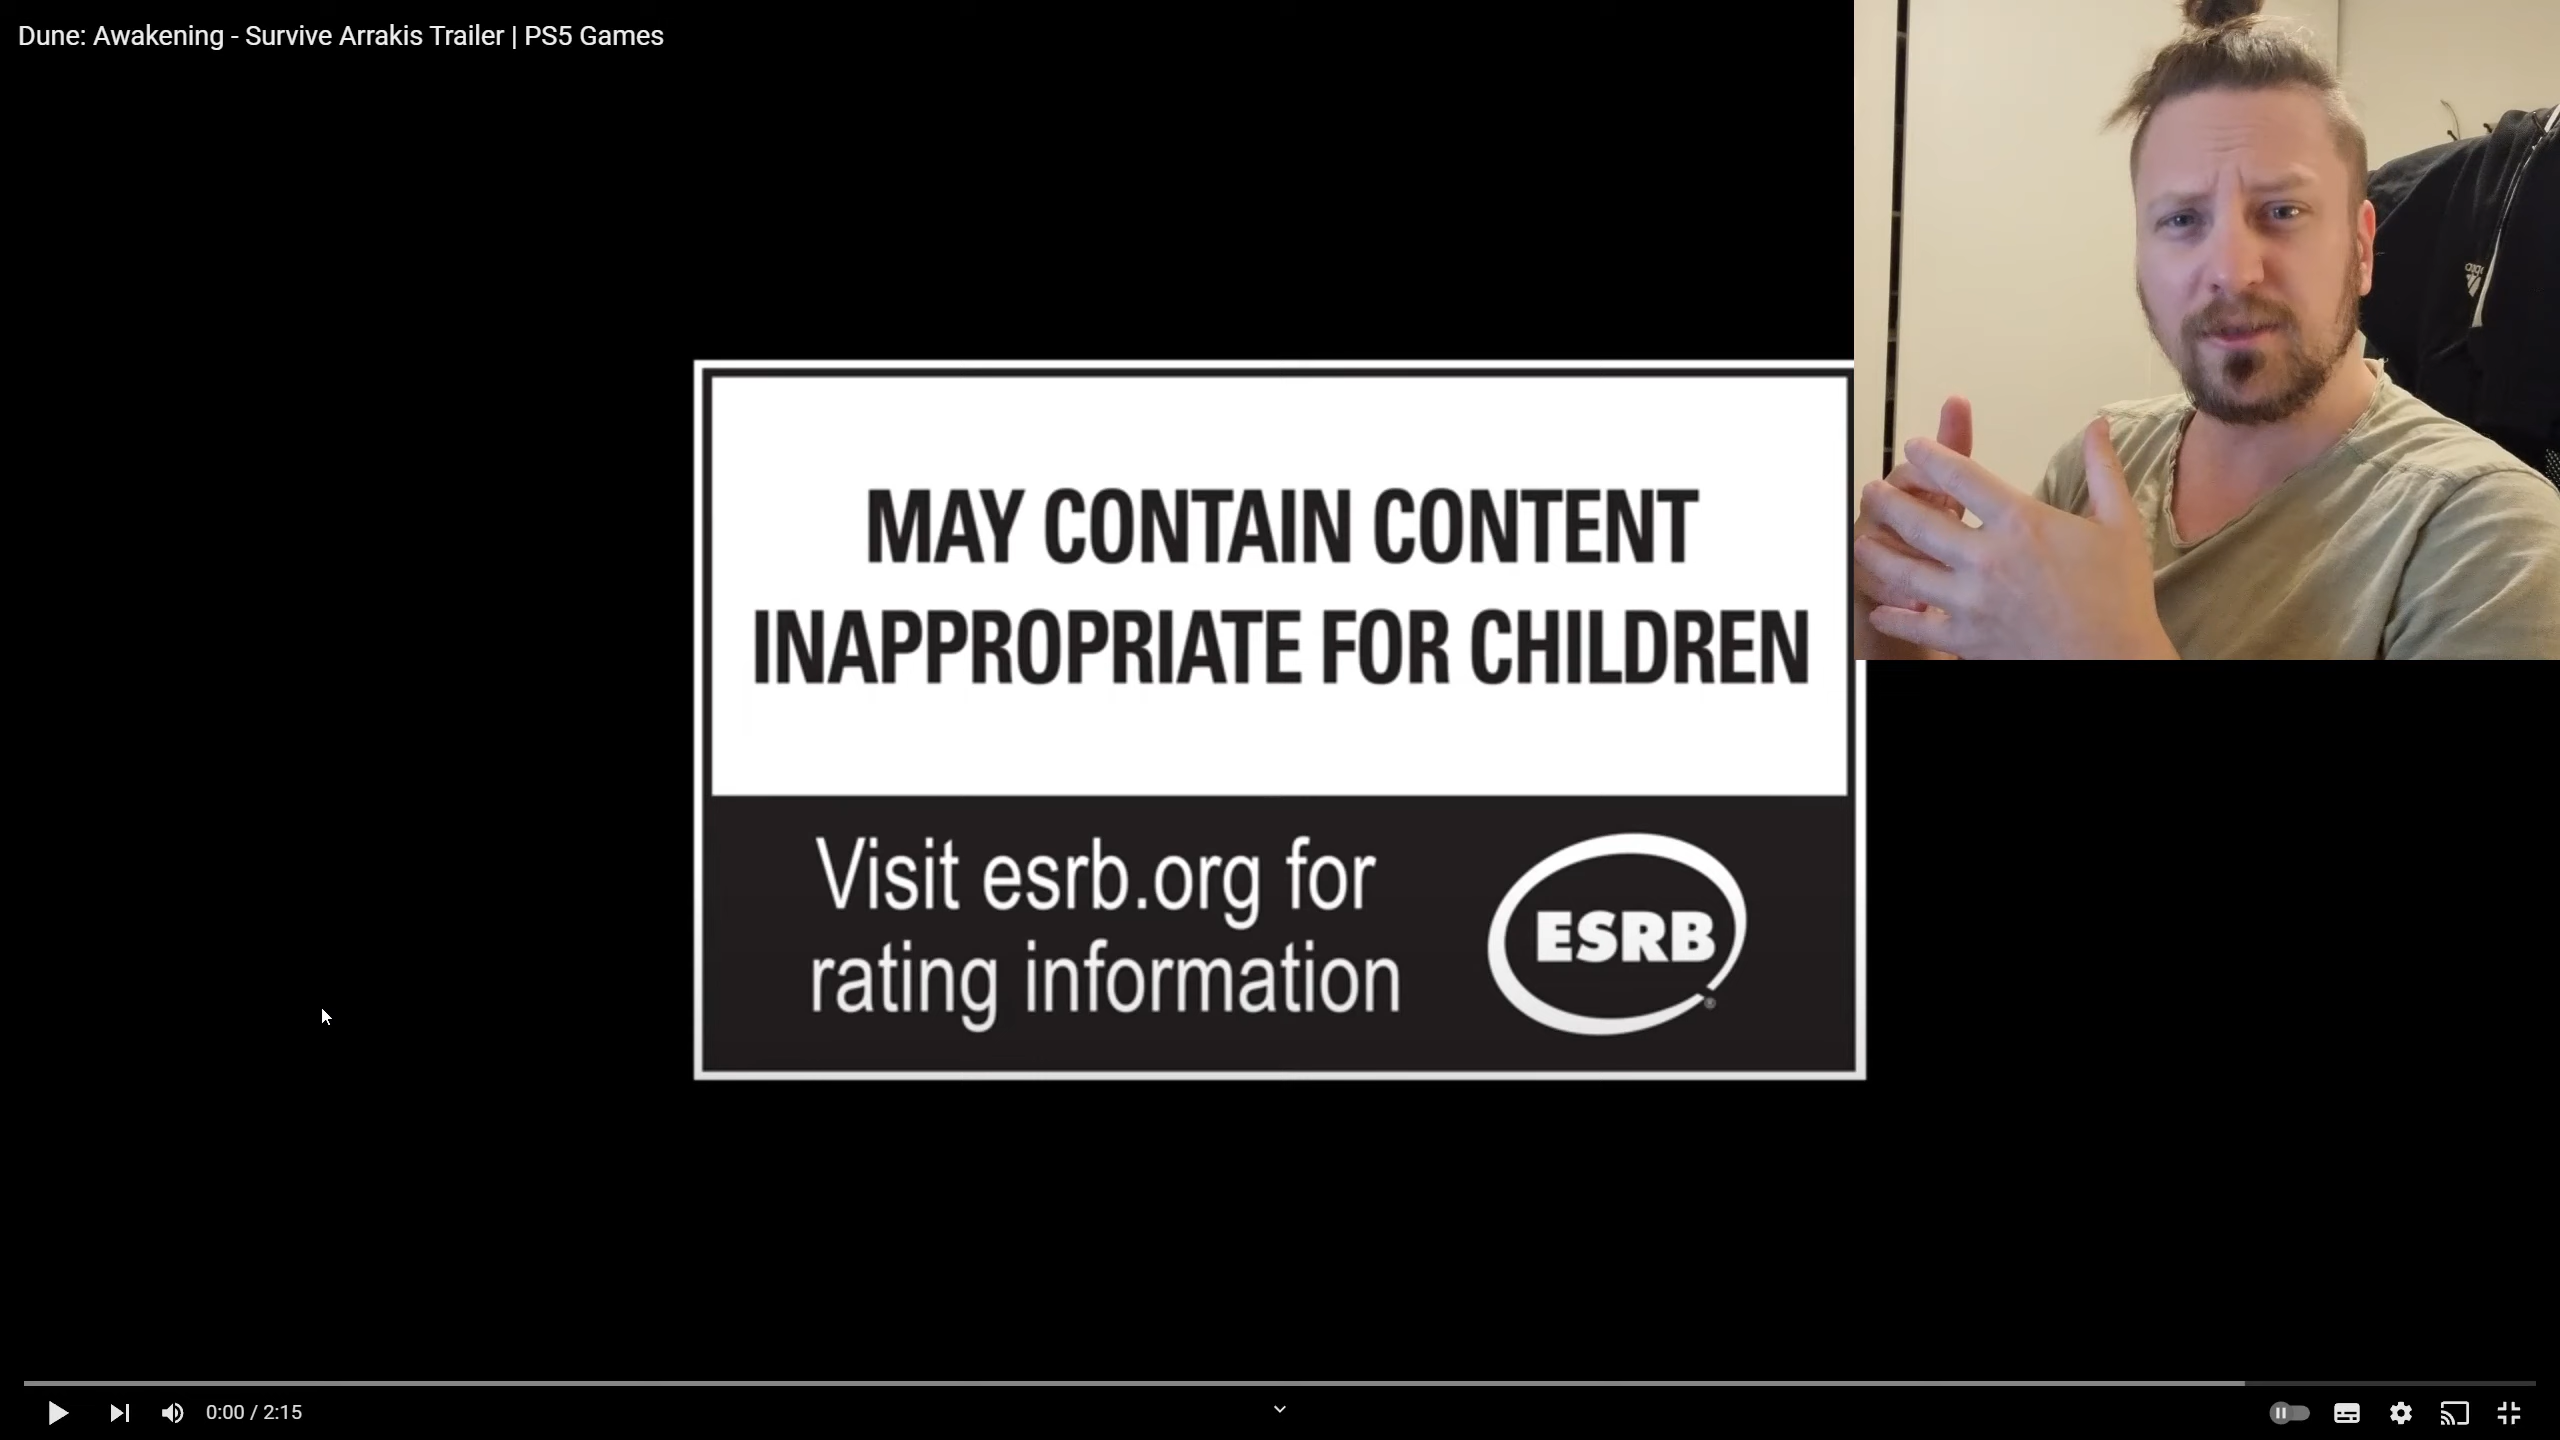 Dune: Awakening - Survive Arrakis Trailer | PS5 Games
MAY CONTAIN CONTENT
INAPPROPRIATE FOR CHILDREN
Visit esrb.org for
rating information
ESRB
®
adidas
0:00 / 2:15